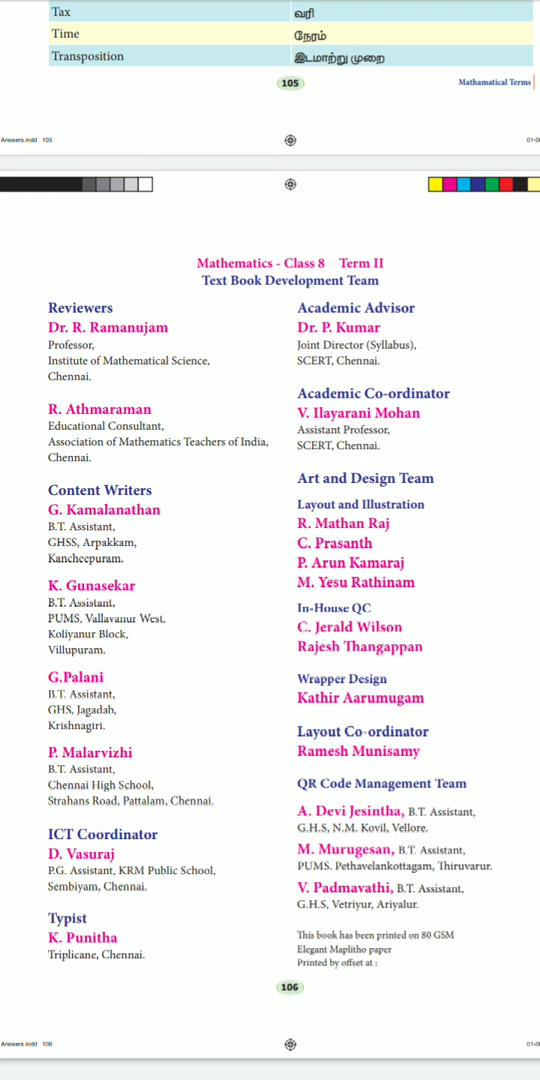 Tax வரி
Time நேரம்
Transposition இடமாற்று முறை
105
Mathamatical Terms
Answers.indd 105
01-0
Mathematics - Class 8 Term II
Text Book Development Team
Reviewers
Dr. R. Ramanujam
Professor,
Institute of Mathematical Science,
Chennai.
R. Athmaraman
Educational Consultant,
Association of Mathematics Teachers of India,
Chennai.
Content Writers
G. Kamalanathan
B.T. Assistant,
GHSS, Arpakkam,
Kancheepuram.
K. Gunasekar
B.T. Assistant,
PUMS, Vallavanur West,
Koliyanur Block,
Villupuram.
G.Palani
B.T. Assistant,
GHS, Jagadab,
Krishnagiri.
P. Malarvizhi
B.T. Assistant,
Chennai High School,
Strahans Road, Pattalam, Chennai.
ICT Coordinator
D. Vasuraj
P.G. Assistant, KRM Public School,
Sembiyam, Chennai.
Typist
K. Punitha
Triplicane, Chennai.
Academic Advisor
Dr. P. Kumar
Joint Director (Syllabus),
SCERT, Chennai.
Academic Co-ordinator
V. Ilayarani Mohan
Assistant Professor,
SCERT, Chennai.
Art and Design Team
Layout and Illustration
R. Mathan Raj
C. Prasanth
P. Arun Kamaraj
M. Yesu Rathinam
In-House QC
C. Jerald Wilson
Rajesh Thangappan
Wrapper Design
Kathir Aarumugam
Layout Co-ordinator
Ramesh Munisamy
QR Code Management Team
A. Devi Jesintha, B.T. Assistant,
G.H.S, N.M. Kovil, Vellore.
M. Murugesan, B.T. Assistant,
PUMS. Pethavelankottagam, Thiruvarur.
V. Padmavathi, B.T. Assistant,
G.H.S, Vetriyur, Ariyalur.
This book has been printed on 80 GSM
Elegant Maplitho paper
Printed by offset at :
106
Answers.indd 106
01-0